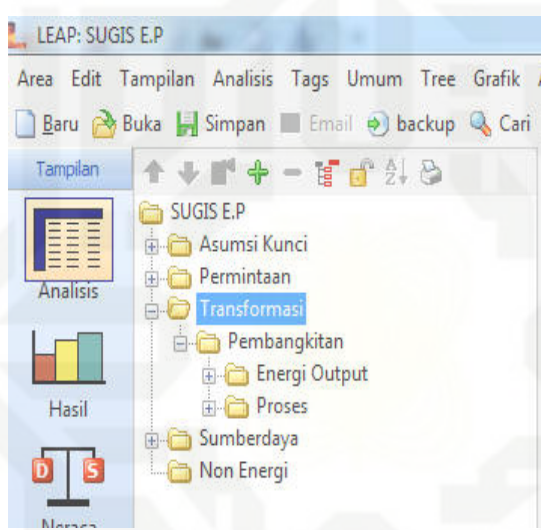 LEAP: SUGIS E.P
Area Edit Tampilan Analisis Tags Umum Tree Grafik
Baru Buka Simpan Email backup Cari
Tampilan
SUGIS E.P
Asumsi Kunci
Permintaan
Analisis
Transformasi
Pembangkitan
Energi Output
Hasil
Proses
Sumberdaya
D S
Non Energi
Neraca